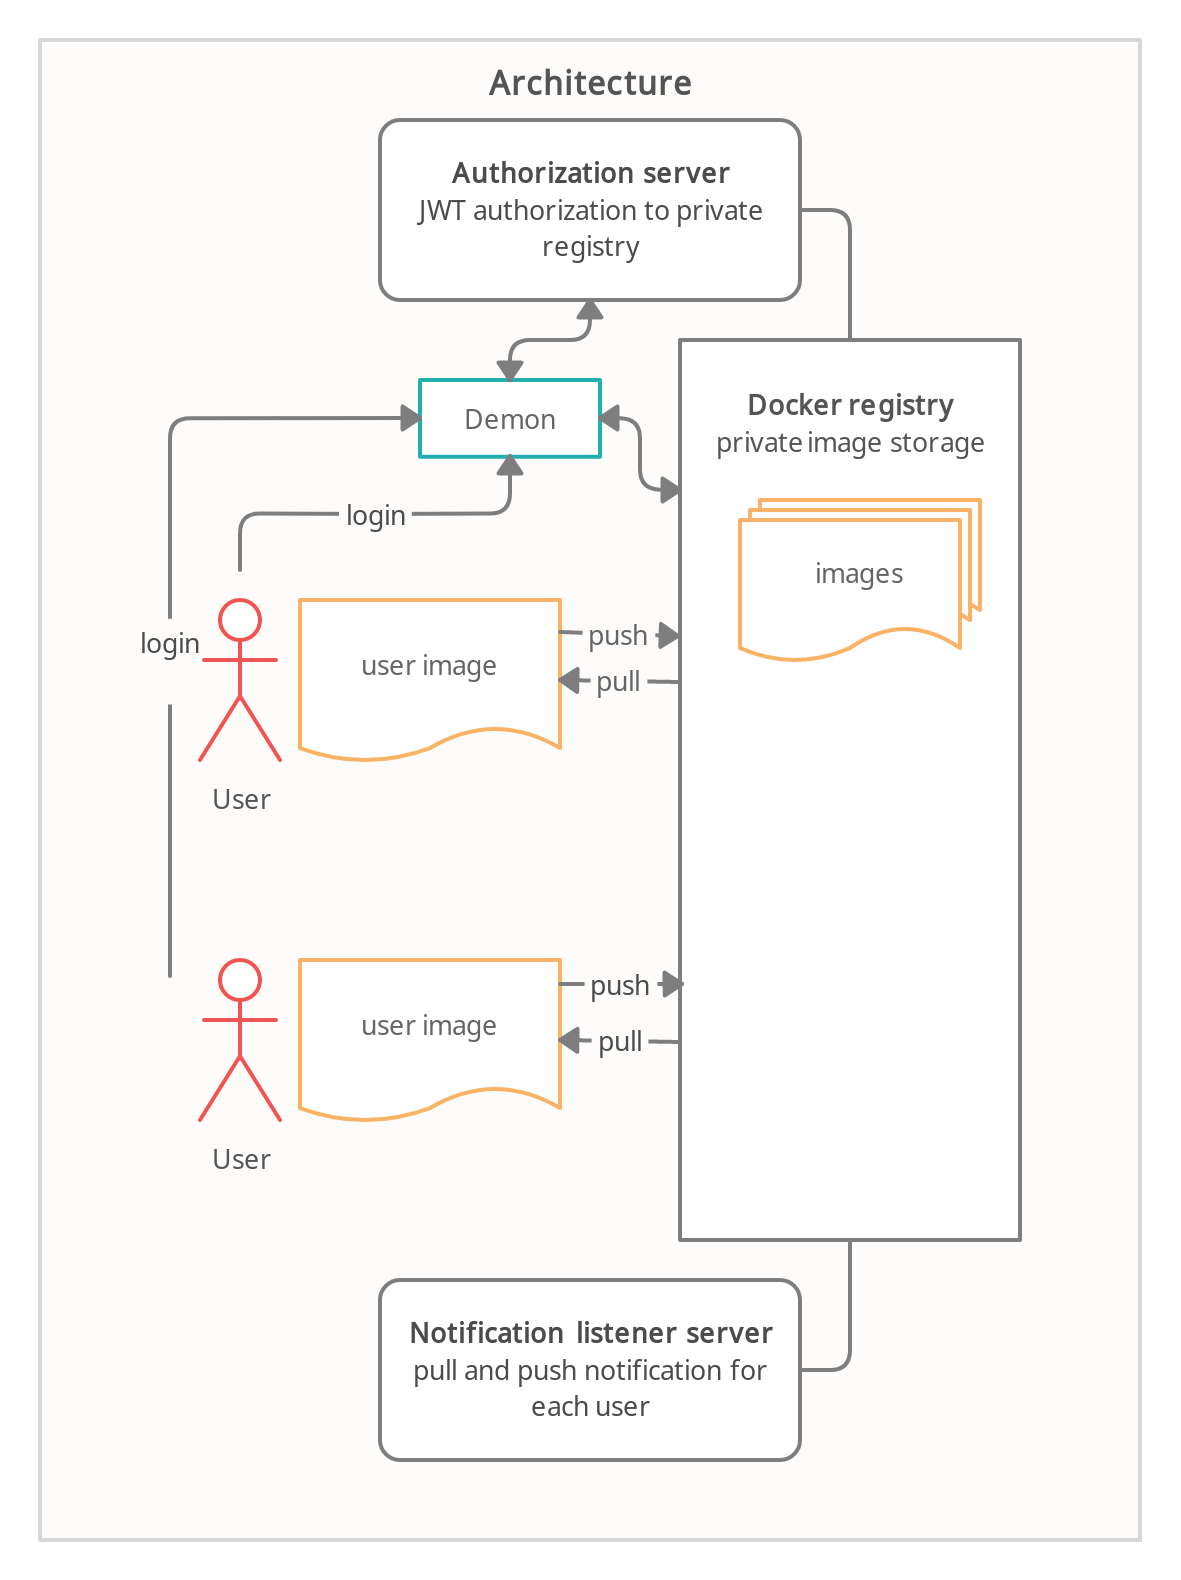 Architecture
Authorization server
JWT authorization to private
registry
Demon
Docker registry
private image storage
login
images
login
user image
push
pull
User
user image
push
pull
User
Notification listener server
pull and push notification for
each user